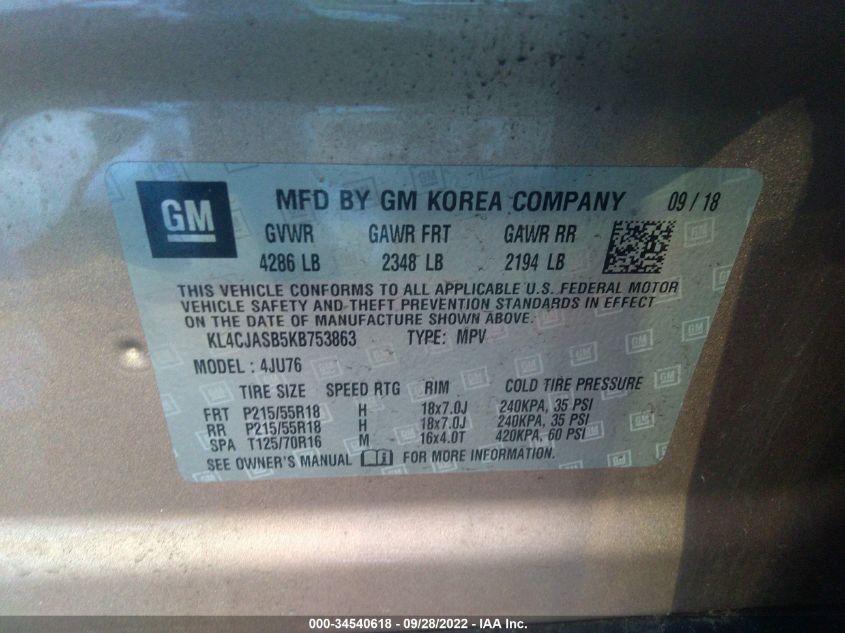 GM
MFD BY GM KOREA COMPANY 09 / 18
GVWR GAWR FRT GAWR RR
4286 LB 2348 LB 2194 LB
THIS VEHICLE CONFORMS TO ALL APPLICABLE U.S. FEDERAL MOTOR
VEHICLE SAFETY AND THEFT PREVENTION STANDARDS IN EFFECT
ON THE DATE OF MANUFACTURE SHOWN ABOVE.
KL4CJASB5KB753863 TYPE: MPV
MODEL : 4JU76
TIRE SIZE SPEED RTG RIM COLD TIRE PRESSURE
FRT P215/55R18 H 18x7.0J 240KPA, 35 PSI
RR P215/55R18 H 18x7.0J 240KPA, 35 PSI
SPA T125/70R16 M 16x4.0T 420KPA, 60 PSI
SEE OWNER'S MANUAL FOR MORE INFORMATION.
000-34540618 - 09/28/2022 - IAA Inc.